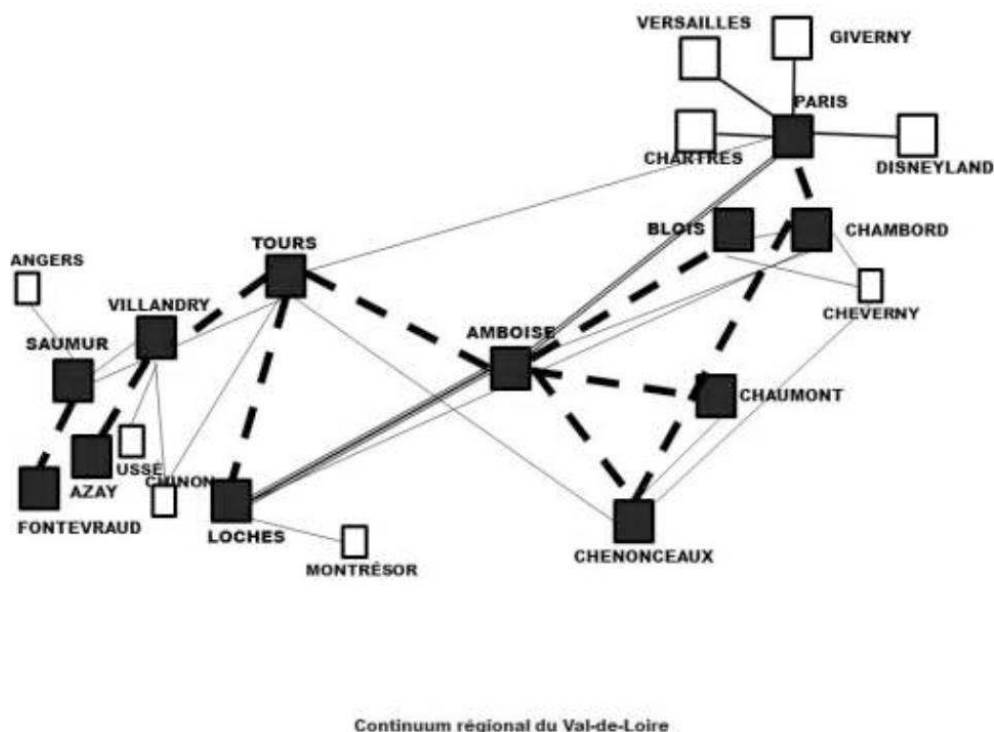 VERSAILLES
GIVERNY
PARIS
CHARTRES
DISNEYLAND
BLOIS
CHAMBORD
TOURS
ANGERS
VILLANDRY
CHEVERNY
AMBOISE
SAUMUR
CHAUMONT
USSÉ
CHINON
AZAY
FONTEVRAUD
LOCHES
CHENONCEAUX
MONTRÉSOR
Continuum régional du Val-de-Loire